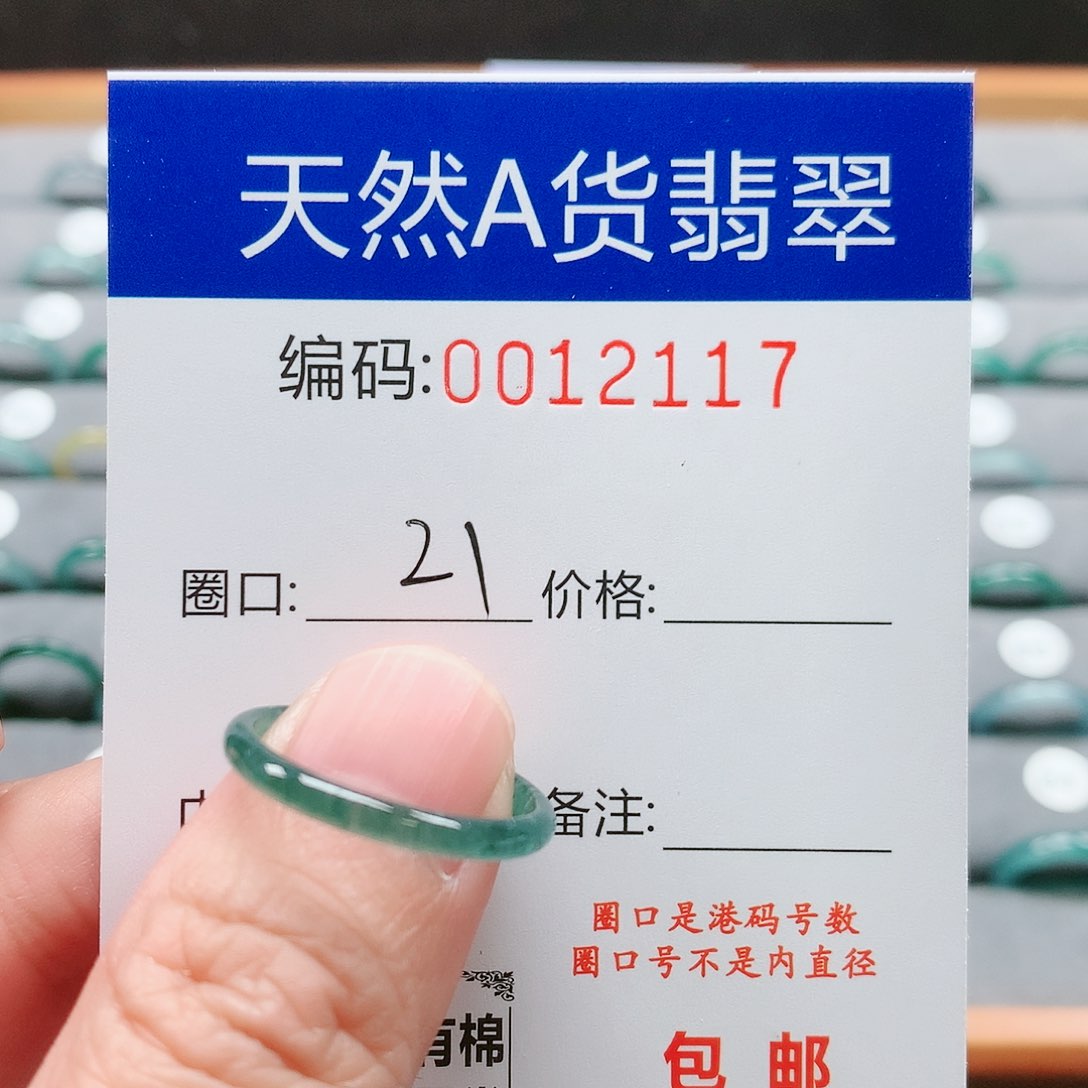 天然A货翡翠
编码:0012117
圈口: 21 价格:
备注:
圈口是港码号数
圈口号不是内直径
有棉
包邮